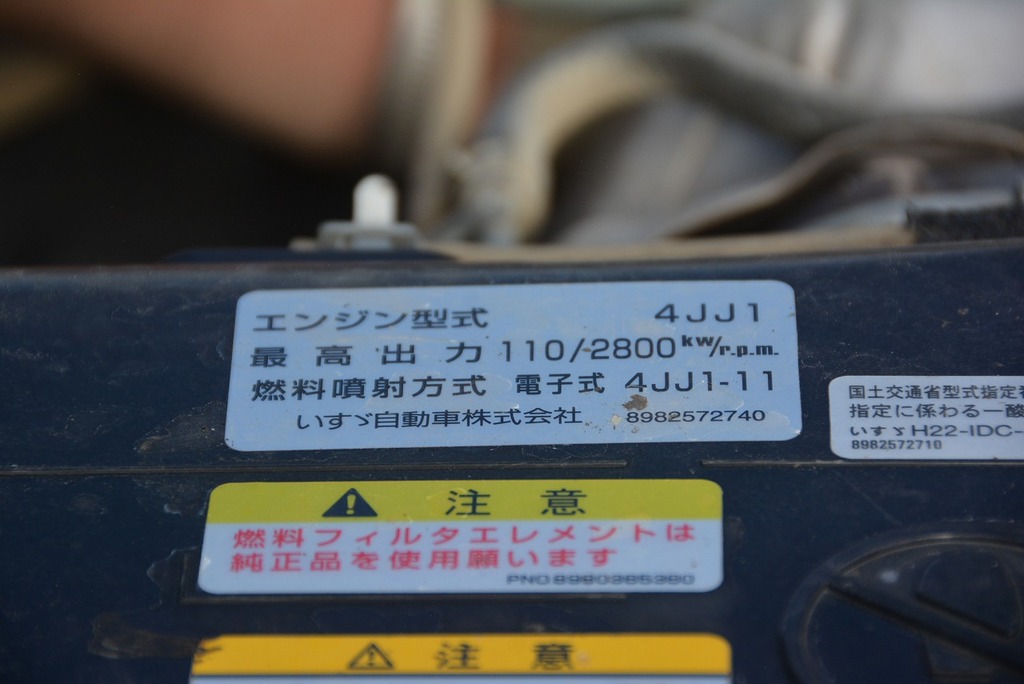 エンジン型式 4JJ1
最高出力 110/2800 kw/r.p.m.
燃料噴射方式 電子式 4JJ1-11
いすゞ自動車株式会社 8982572740
国土交通省型式指定
指定に係わる一酸
いすゞH22-IDC-
8982572710
注意
燃料フィルタエレメントは
純正品を使用願います
注意